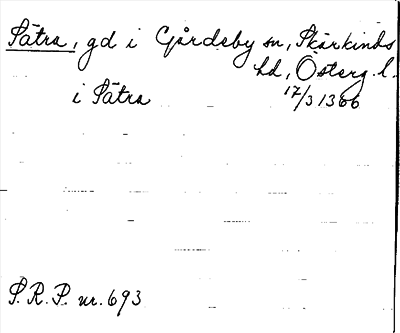 Sätra, gd i Gårdeby sn, Skärkinds
hd, Österg. l.
i Sätra 17/3 1366
S.R.P. nr. 693